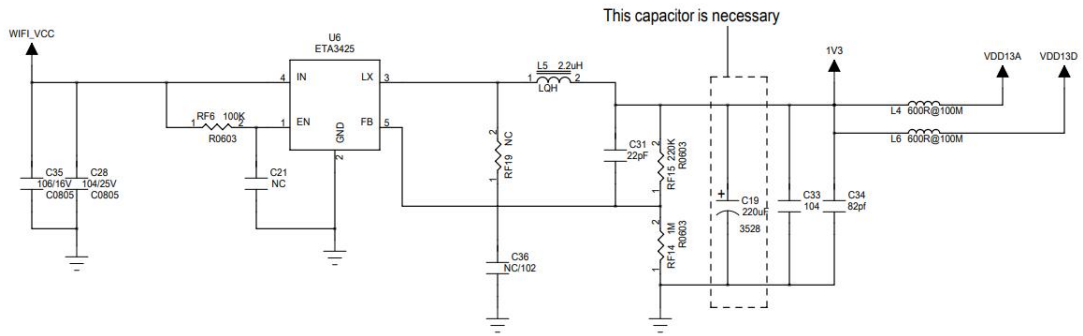 This capacitor is necessary
WIFI_VCC
U6
ETA3425
L5 2.2uH
1V3
VDD13A
VDD13D
4 IN LX 3
1 2
LQH
RF6 100K
1 2
R0603
1 EN FB 5
GND
2
L4 600R@100M
L6 600R@100M
2
RF19 NC
1
C31
22pF
2
RF15 220K
R0603
1
C35
106/16V
C0805
C28
104/25V
C0805
C21
NC
+
C19
220uF
3528
C33
104
C34
82pf
2
RF14 1M
R0603
1
C36
NC/102